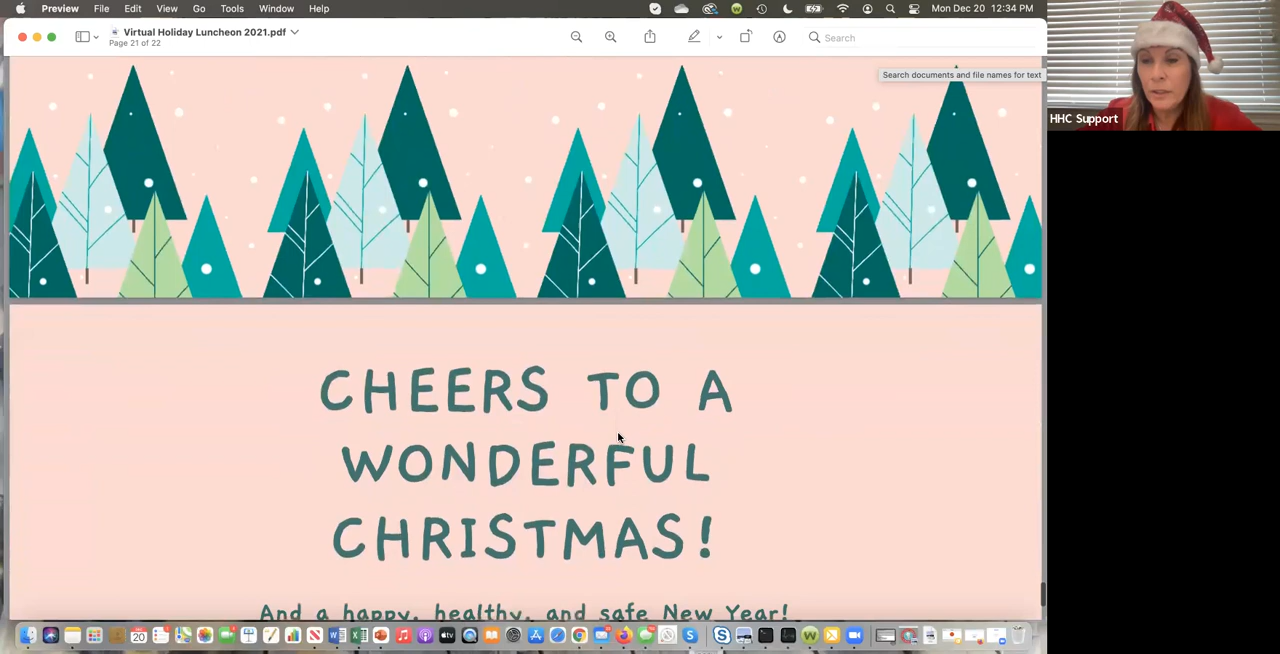 Preview File Edit View Go Tools Window Help Mon Dec 20 12:34 PM
Virtual Holiday Luncheon 2021.pdf
Page 21 of 22
Search
Search documents and file names for text
HHC Support
CHEERS TO A
WONDERFUL
CHRISTMAS!
And a happy, healthy, and safe New Year!
20